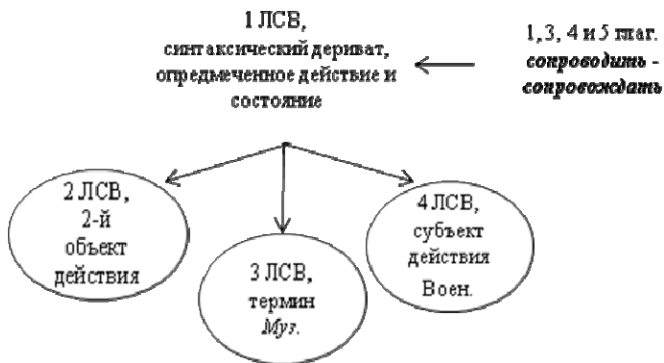 1 ЛСВ,
синтаксический дериват,
опредмеченное действие и
состояние
1, 3, 4 и 5 глаг.
сопроводить -
сопровождать
2 ЛСВ,
2-й
объект
действия
3 ЛСВ,
термин
Муз.
4 ЛСВ,
субъект
действия
Воен.